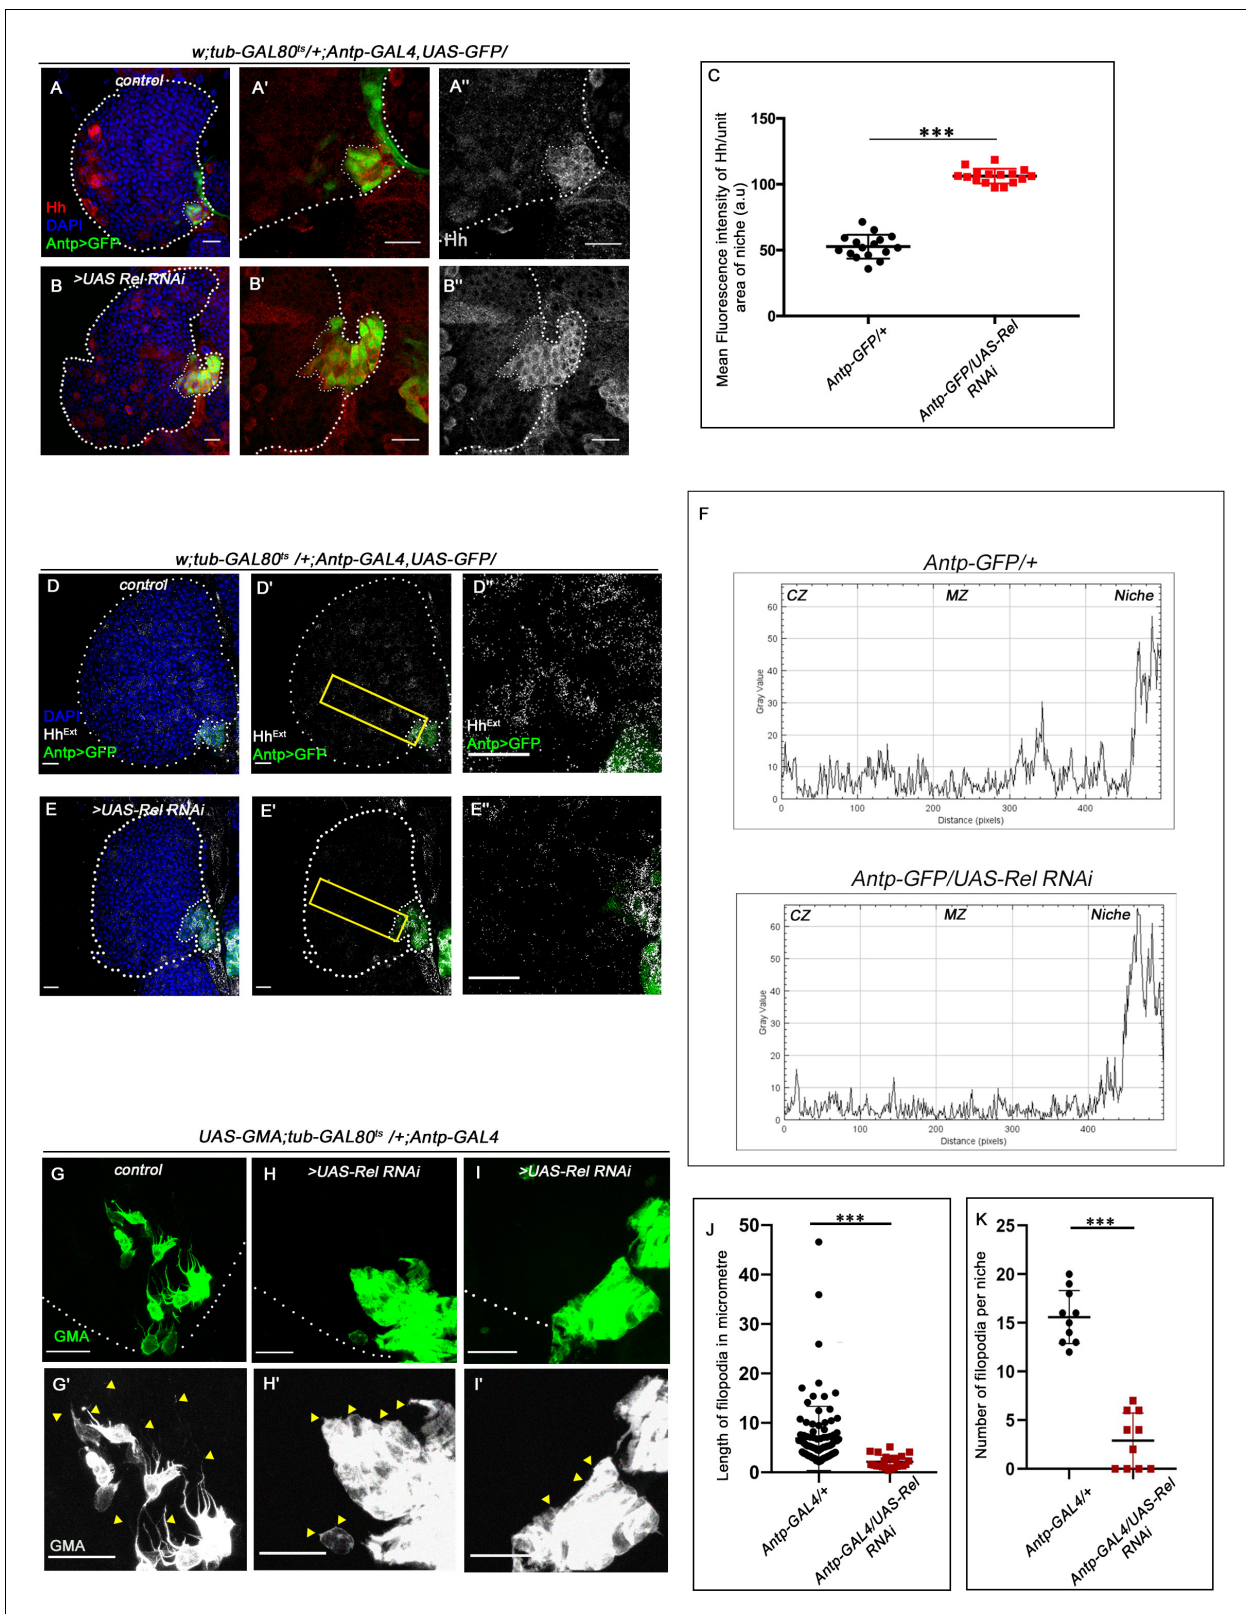 w;tub-GAL80ts/+;Antp-GAL4,UAS-GFP/
A
control
Hh
DAPI
Antp>GFP
A'
A''
Hh
B
>UAS Rel RNAi
B'
B''
C
Mean Fluorescence intensity of Hh/unit
area of niche (a.u)
150
100
50
0
***
Antp-GFP/+
Antp-GFP/UAS-Rel
RNAi
w;tub-GAL80ts /+;Antp-GAL4,UAS-GFP/
D
control
DAPI
HhExt
Antp>GFP
D'
HhExt
Antp>GFP
D''
HhExt
Antp>GFP
E
>UAS-Rel RNAi
E'
E''
F
Antp-GFP/+
CZ MZ Niche
Gray Value
60
50
40
30
20
10
0
0 100 200 300 400
Distance (pixels)
Antp-GFP/UAS-Rel RNAi
CZ MZ Niche
Gray Value
60
50
40
30
20
10
0
0 100 200 300 400
Distance (pixels)
UAS-GMA;tub-GAL80ts /+;Antp-GAL4
G
control
GMA
H
>UAS-Rel RNAi
I
>UAS-Rel RNAi
G'
GMA
H'
I'
J
Length of filopodia in micrometre
50
40
30
20
10
0
***
Antp-GAL4/+
Antp-GAL4/UAS-Rel
RNAi
K
Number of filopodia per niche
25
20
15
10
5
0
***
Antp-GAL4/+
Antp-GAL4/UAS-Rel
RNAi